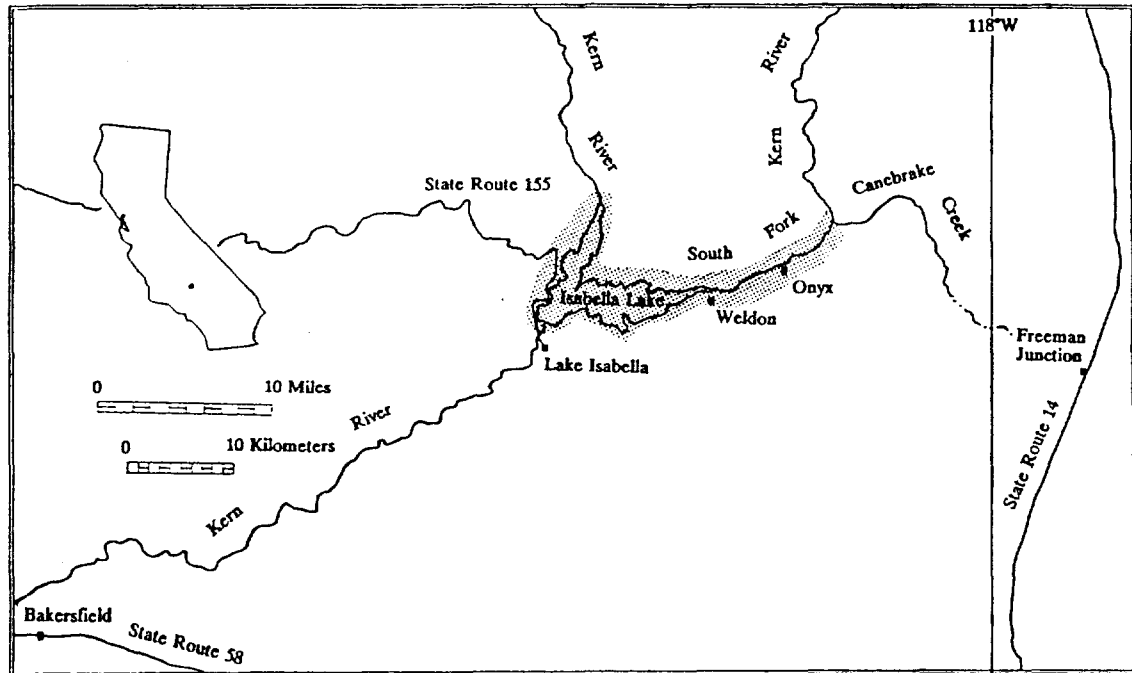 118°W
Kern
River
River
Kern
State Route 155
Canebrake
Creek
South
Fork
Isabella Lake
Onyx
Weldon
Lake Isabella
Freeman
Junction
0 10 Miles
0 10 Kilometers
River
Kern
State Route 14
Bakersfield
State Route 58